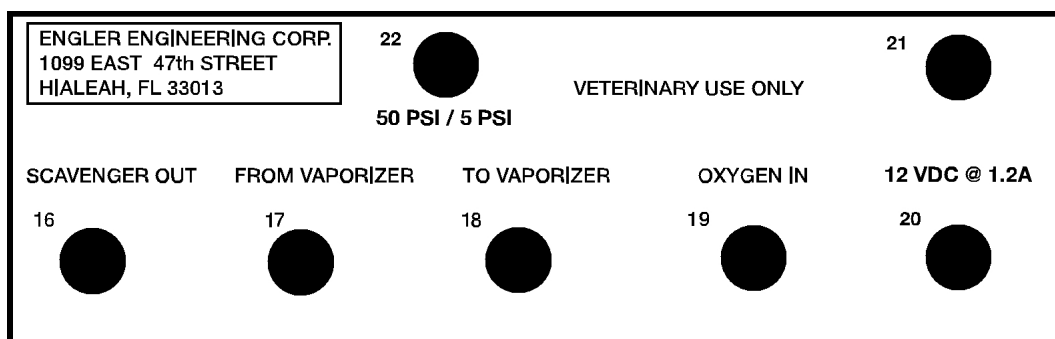 ENGLER ENGINEERING CORP.
1099 EAST 47th STREET
HIALEAH, FL 33013
22
50 PSI / 5 PSI
VETERINARY USE ONLY
21
SCAVENGER OUT
FROM VAPORIZER
TO VAPORIZER
OXYGEN IN
12 VDC @ 1.2A
16
17
18
19
20